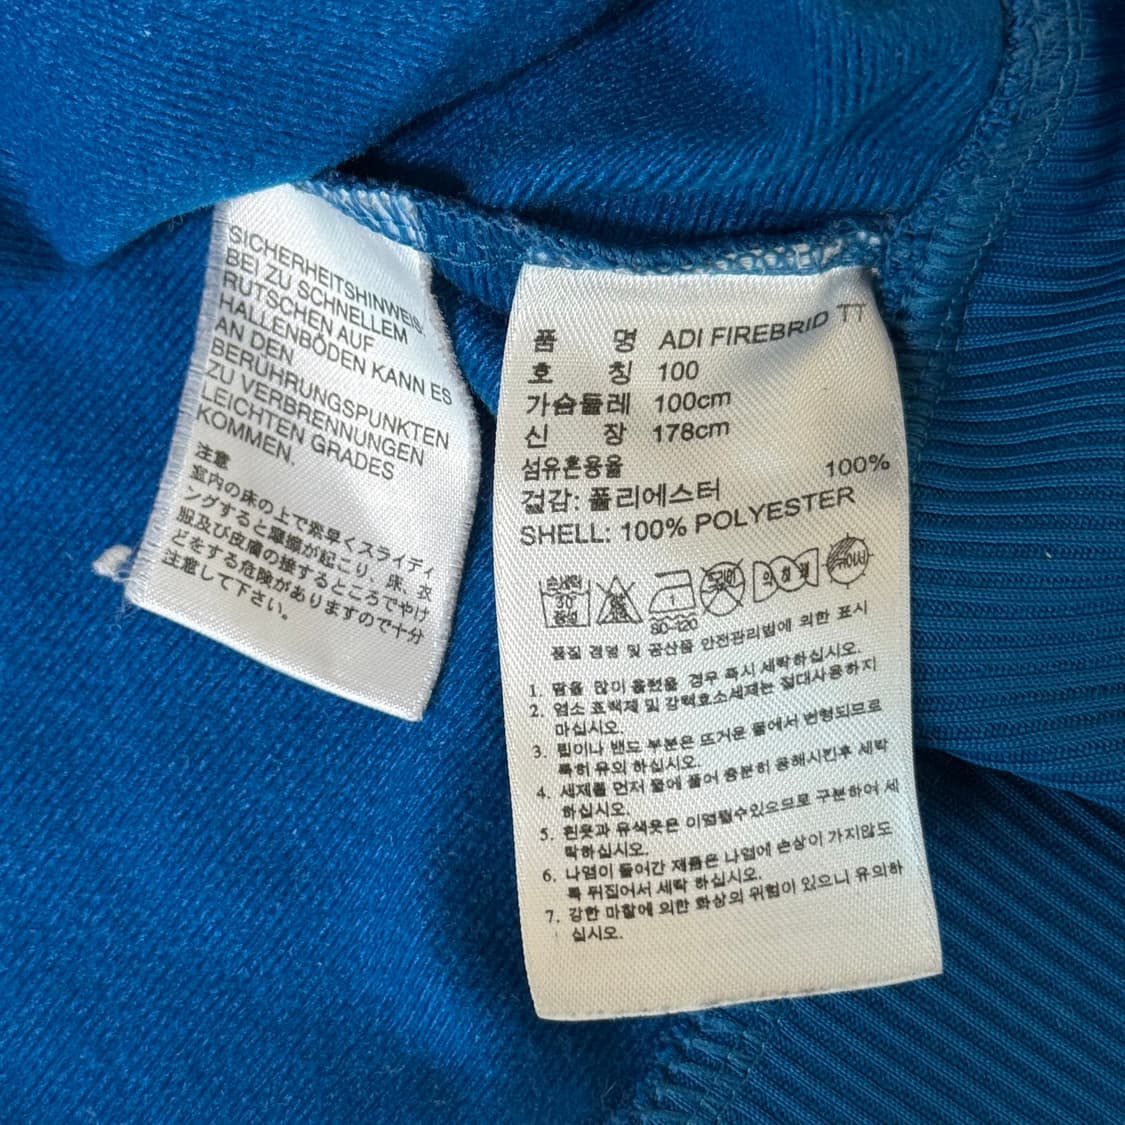 SICHERHEITSHINWEIS:
BEI ZU SCHNELLEM
RUTSCHEN AUF
HALLENBÖDEN KANN ES
AN DEN
BERÜHRUNGSPUNKTEN
ZU VERBRENNUNGEN
LEICHTEN GRADES
KOMMEN.
注意
室内の床の上で素早くスライディ
ングすると摩擦が起こり、床、衣
服及び皮膚の接するところでやけ
どをする危険がありますので十分
注意して下さい。
품 명 ADI FIREBRID TT
호 칭 100
가슴둘레 100cm
신 장 178cm
섬유혼용율
100%
겉감: 폴리에스터
SHELL: 100% POLYESTER
손세탁
30°
중성
80-120
드라이
의 형 태
품질 경영 및 공산품 안전관리법에 의한 표시
1. 땀을 많이 흘렸을 경우 즉시 세탁하십시오.
2. 염소 표백제 및 강력효소세제는 절대사용하지
마십시오.
3. 립이나 밴드 부분은 뜨거운 물에서 변형되므로
특히 유의 하십시오.
4. 세제를 먼저 물에 풀어 충분히 용해시킨후 세탁
하십시오.
5. 흰옷과 유색옷은 이염될수있으므로 구분하여 세
탁하십시오.
6. 나염이 들어간 제품은 나염에 손상이 가지않도
록 뒤집어서 세탁 하십시오.
7. 강한 마찰에 의한 화상의 위험이 있으니 유의하
십시오.